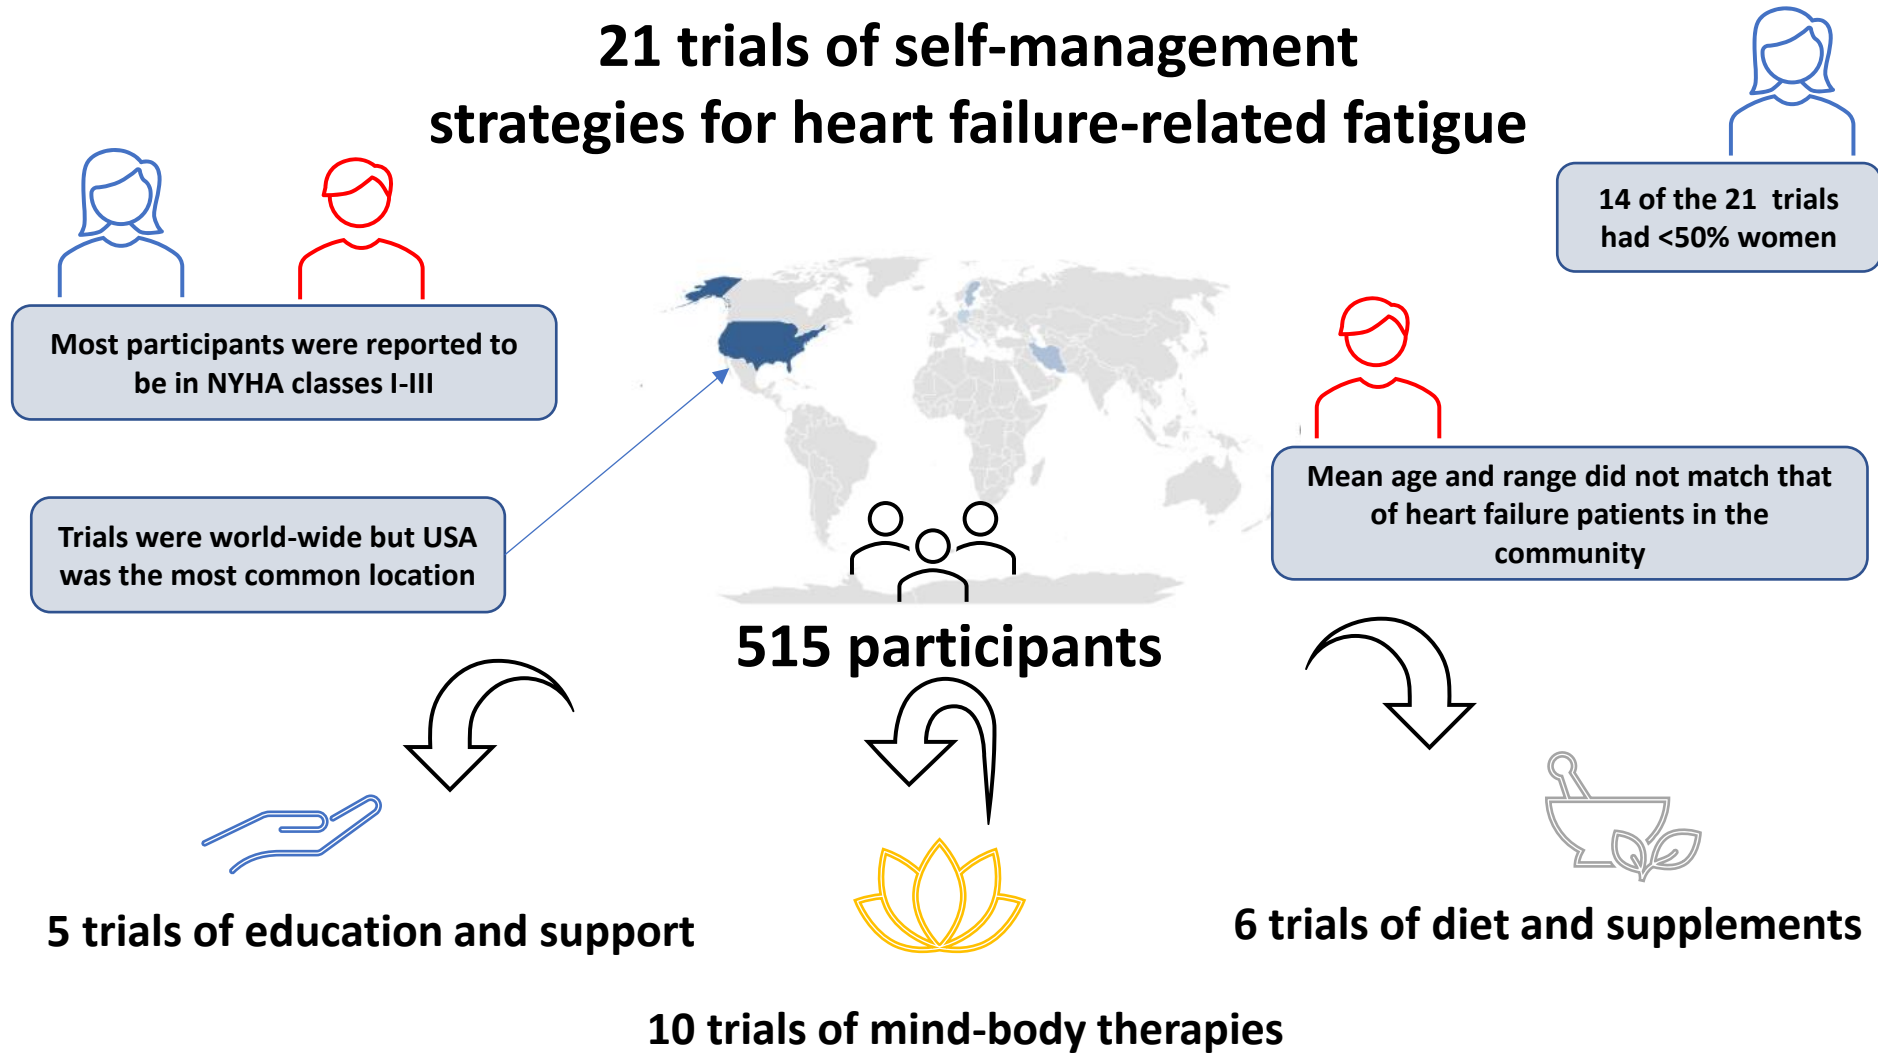 21 trials of self-management
strategies for heart failure-related fatigue
14 of the 21 trials
had <50% women
Most participants were reported to
be in NYHA classes I-III
Trials were world-wide but USA
was the most common location
Mean age and range did not match that
of heart failure patients in the
community
515 participants
5 trials of education and support
6 trials of diet and supplements
10 trials of mind-body therapies